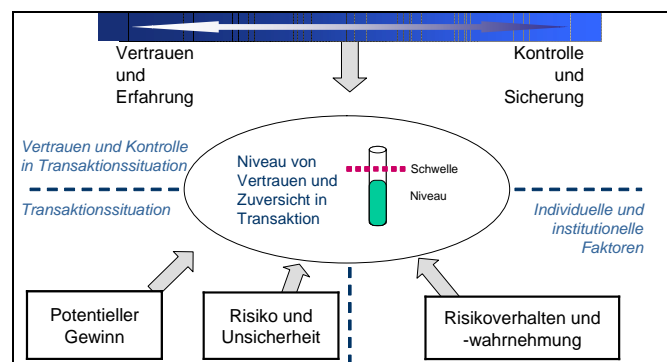 Vertrauen
und
Erfahrung
Kontrolle
und
Sicherung
Vertrauen und Kontrolle
in Transaktionssituation
Transaktionssituation
Niveau von
Vertrauen und
Zuversicht in
Transaktion
Schwelle
Niveau
Individuelle und
institutionelle
Faktoren
Potentieller
Gewinn
Risiko und
Unsicherheit
Risikoverhalten und
-wahrnehmung